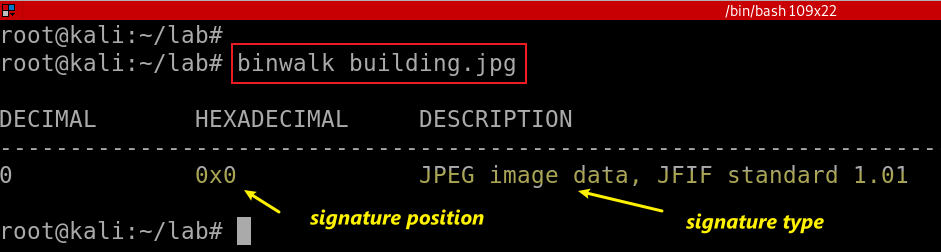 /bin/bash 109x22
root@kali:~/lab#
root@kali:~/lab# binwalk building.jpg
DECIMAL HEXADECIMAL DESCRIPTION
--------------------------------------------------------------------------------
0 0x0 JPEG image data, JFIF standard 1.01
signature position signature type
root@kali:~/lab#